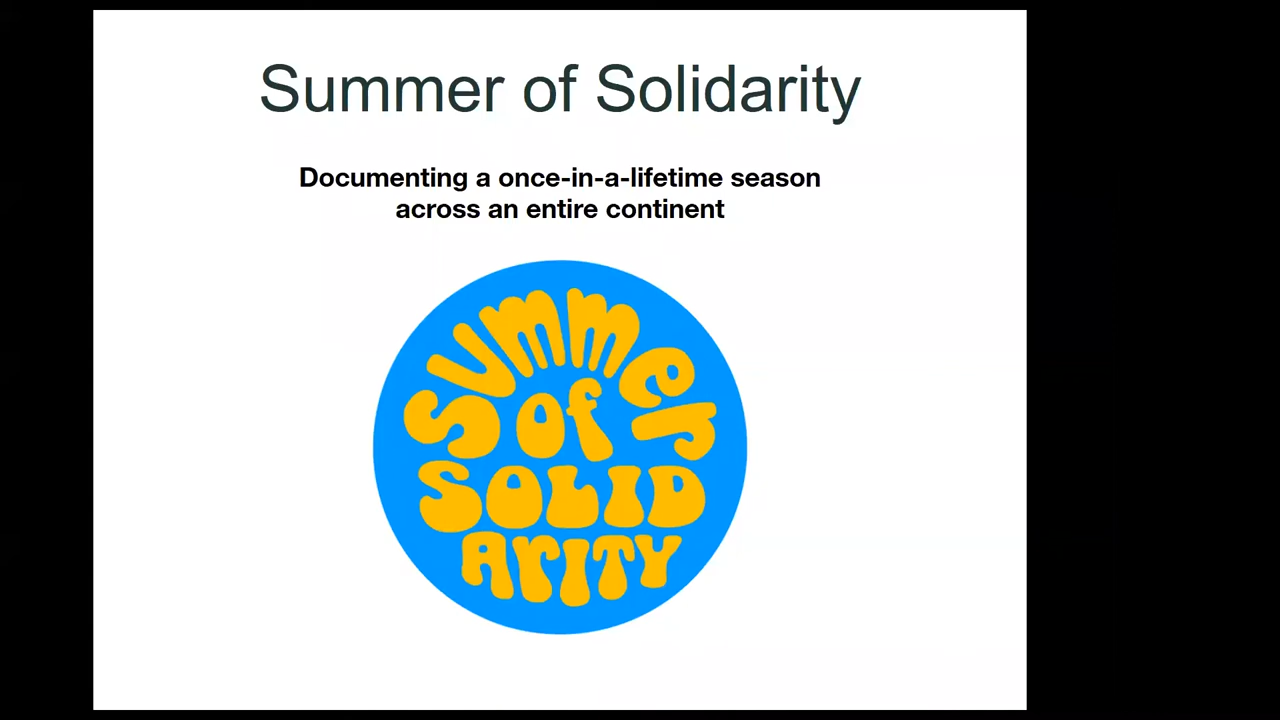 Summer of Solidarity
Documenting a once-in-a-lifetime season
across an entire continent
Summer
of
SOLID
ARITY